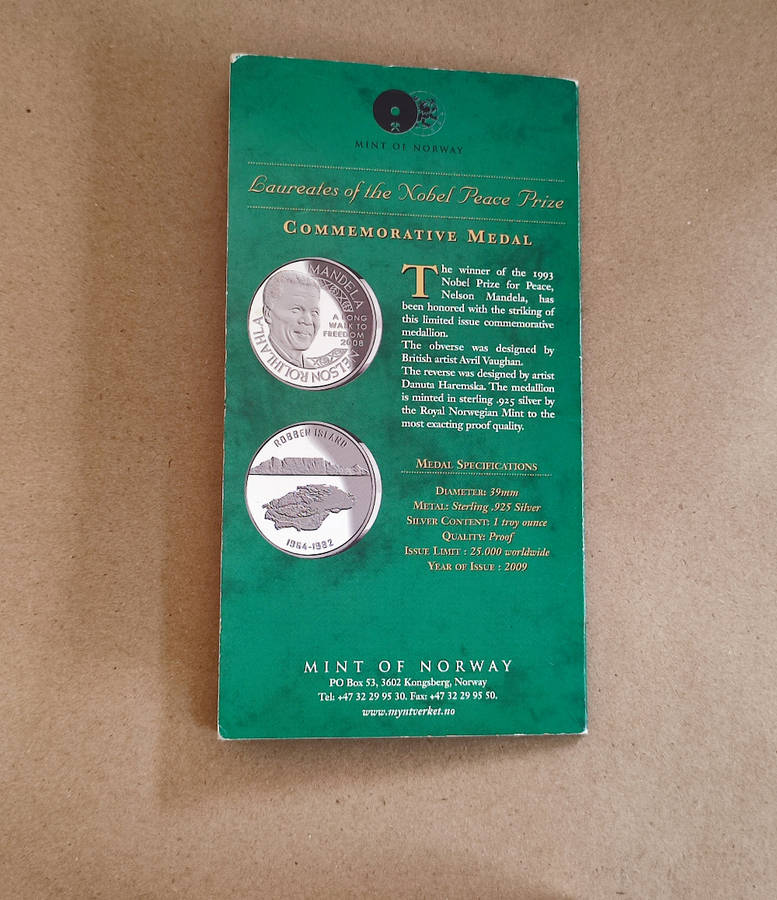 MINT OF NORWAY
Laureates of the Nobel Peace Prize
COMMEMORATIVE MEDAL
MANDELA
A LONG
WALK TO
FREEDOM
2008
NELSON ROLIHLAHLA
The winner of the 1993
Nobel Prize for Peace,
Nelson Mandela, has
been honored with the striking of
this limited issue commemorative
medallion.
The obverse was designed by
British artist Avril Vaughan.
The reverse was designed by artist
Danuta Haremska. The medallion
is minted in sterling .925 silver by
the Royal Norwegian Mint to the
most exacting proof quality.
ROBBEN ISLAND
1964-1982
MEDAL SPECIFICATIONS
DIAMETER: 39mm
METAL: Sterling .925 Silver
SILVER CONTENT: 1 troy ounce
QUALITY: Proof
ISSUE LIMIT : 25.000 worldwide
YEAR OF ISSUE : 2009
MINT OF NORWAY
PO Box 53, 3602 Kongsberg, Norway
Tel: +47 32 29 95 30. Fax: +47 32 29 95 50.
www.myntverket.no